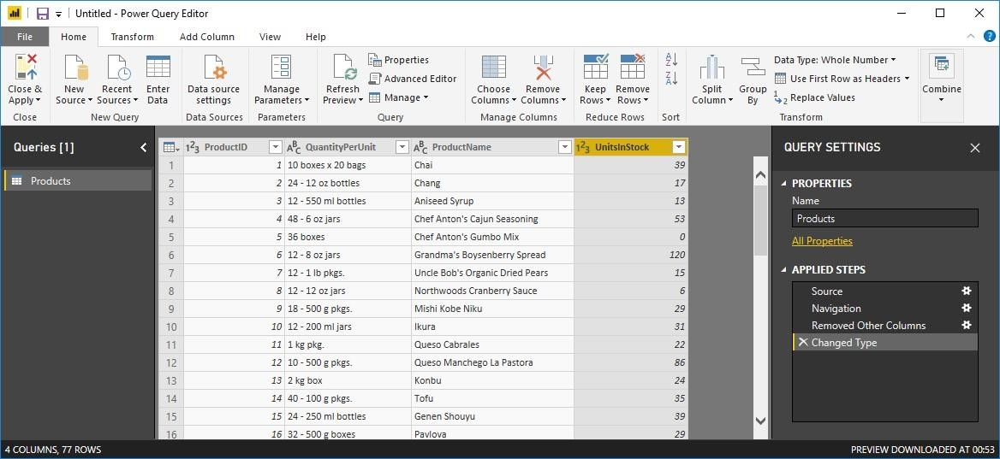 Untitled - Power Query Editor
File Home Transform Add Column View Help
Close & Apply
New Source
Recent Sources
Enter Data
Data source settings
Manage Parameters
Refresh Preview
Properties
Advanced Editor
Manage
Choose Columns
Remove Columns
Keep Rows
Remove Rows
Split Column
Group By
Data Type: Whole Number
Use First Row as Headers
Replace Values
Combine
Close New Query Data Sources Parameters Query Manage Columns Reduce Rows Sort Transform
Queries [1]
Products
ProductID QuantityPerUnit ProductName UnitsInStock
1 1 10 boxes x 20 bags Chai 39
2 2 24 - 12 oz bottles Chang 17
3 3 12 - 550 ml bottles Aniseed Syrup 13
4 4 48 - 6 oz jars Chef Anton's Cajun Seasoning 53
5 5 36 boxes Chef Anton's Gumbo Mix 0
6 6 12 - 8 oz jars Grandma's Boysenberry Spread 120
7 7 12 - 1 lb pkgs. Uncle Bob's Organic Dried Pears 15
8 8 12 - 12 oz jars Northwoods Cranberry Sauce 6
9 9 18 - 500 g pkgs. Mishi Kobe Niku 29
10 10 12 - 200 ml jars Ikura 31
11 11 1 kg pkg. Queso Cabrales 22
12 12 10 - 500 g pkgs. Queso Manchego La Pastora 86
13 13 2 kg box Konbu 24
14 14 40 - 100 g pkgs. Tofu 35
15 15 24 - 250 ml bottles Genen Shouyu 39
16 16 32 - 500 g boxes Pavlova 29
QUERY SETTINGS
PROPERTIES
Name
Products
All Properties
APPLIED STEPS
Source
Navigation
Removed Other Columns
Changed Type
4 COLUMNS, 77 ROWS
PREVIEW DOWNLOADED AT 00:53